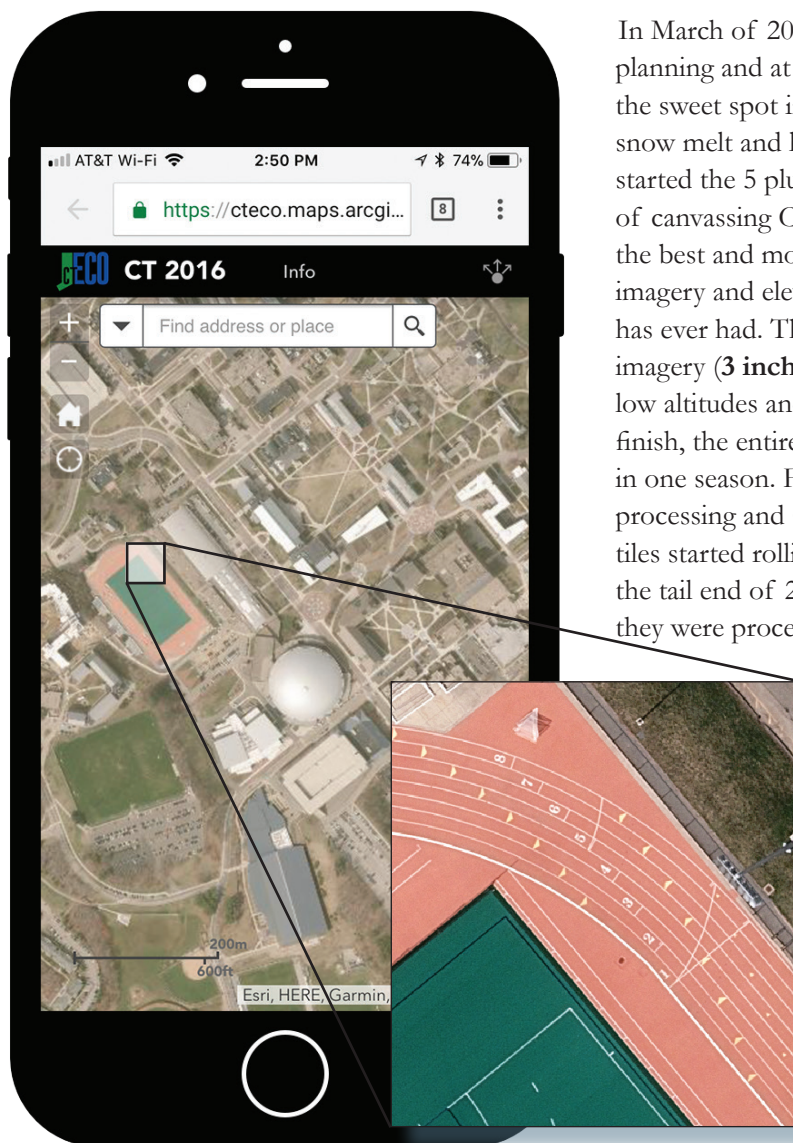 In March of 20
planning and at
the sweet spot is
snow melt and
started the 5 plu
of canvassing
the best and mo
imagery and elev
has ever had. Th
imagery (3 inch
low altitudes an
finish, the entire
in one season. F
processing and
tiles started rolli
the tail end of 2
they were proce
AT&T Wi-Fi 2:50 PM 74%
https://cteco.maps.arcgi... 8
CT ECO CT 2016 Info
Find address or place
200m
600ft
Esri, HERE, Garmin,
8
7
6
5
4
3
2
1